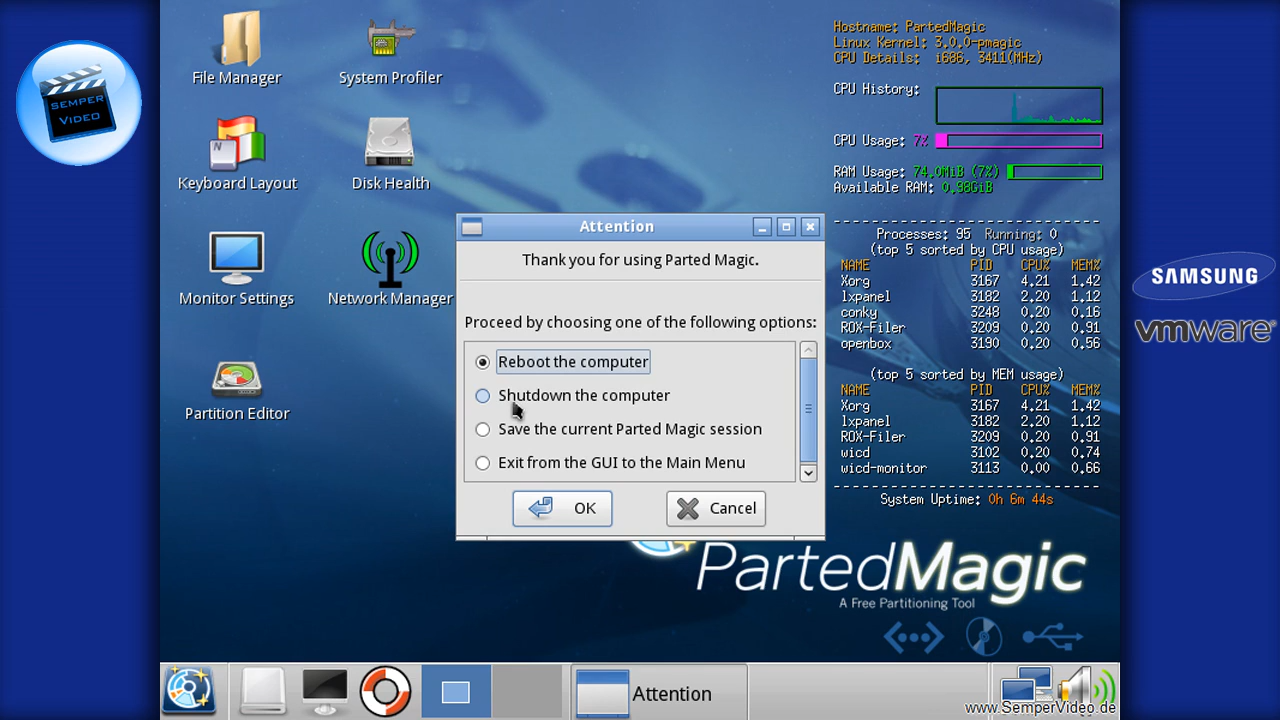 SEMPER
VIDEO
File Manager
System Profiler
Keyboard Layout
Disk Health
Monitor Settings
Network Manager
Partition Editor
Hostname: PartedMagic
Linux Kernel: 3.0.0-pmagic
CPU Details: i686, 3411(MHz)
CPU History:
CPU Usage: 7%
RAM Usage: 74.0MiB (7%)
Available RAM: 0.98GiB
Processes: 95 Running: 0
(top 5 sorted by CPU usage)
NAME PID CPU% MEM%
Xorg 3167 4.21 1.42
lxpanel 3182 2.20 1.12
conky 3248 0.20 0.16
ROX-Filer 3209 0.20 0.91
openbox 3190 0.20 0.56
(top 5 sorted by MEM usage)
NAME PID CPU% MEM%
Xorg 3167 4.21 1.42
lxpanel 3182 2.20 1.12
ROX-Filer 3209 0.20 0.91
wicd 3102 0.20 0.74
wicd-monitor 3113 0.00 0.66
System Uptime: 0h 6m 44s
Attention
Thank you for using Parted Magic.
Proceed by choosing one of the following options:
Reboot the computer
Shutdown the computer
Save the current Parted Magic session
Exit from the GUI to the Main Menu
OK
Cancel
SAMSUNG
vmware
PartedMagic
A Free Partitioning Tool
Attention
www.SemperVideo.de